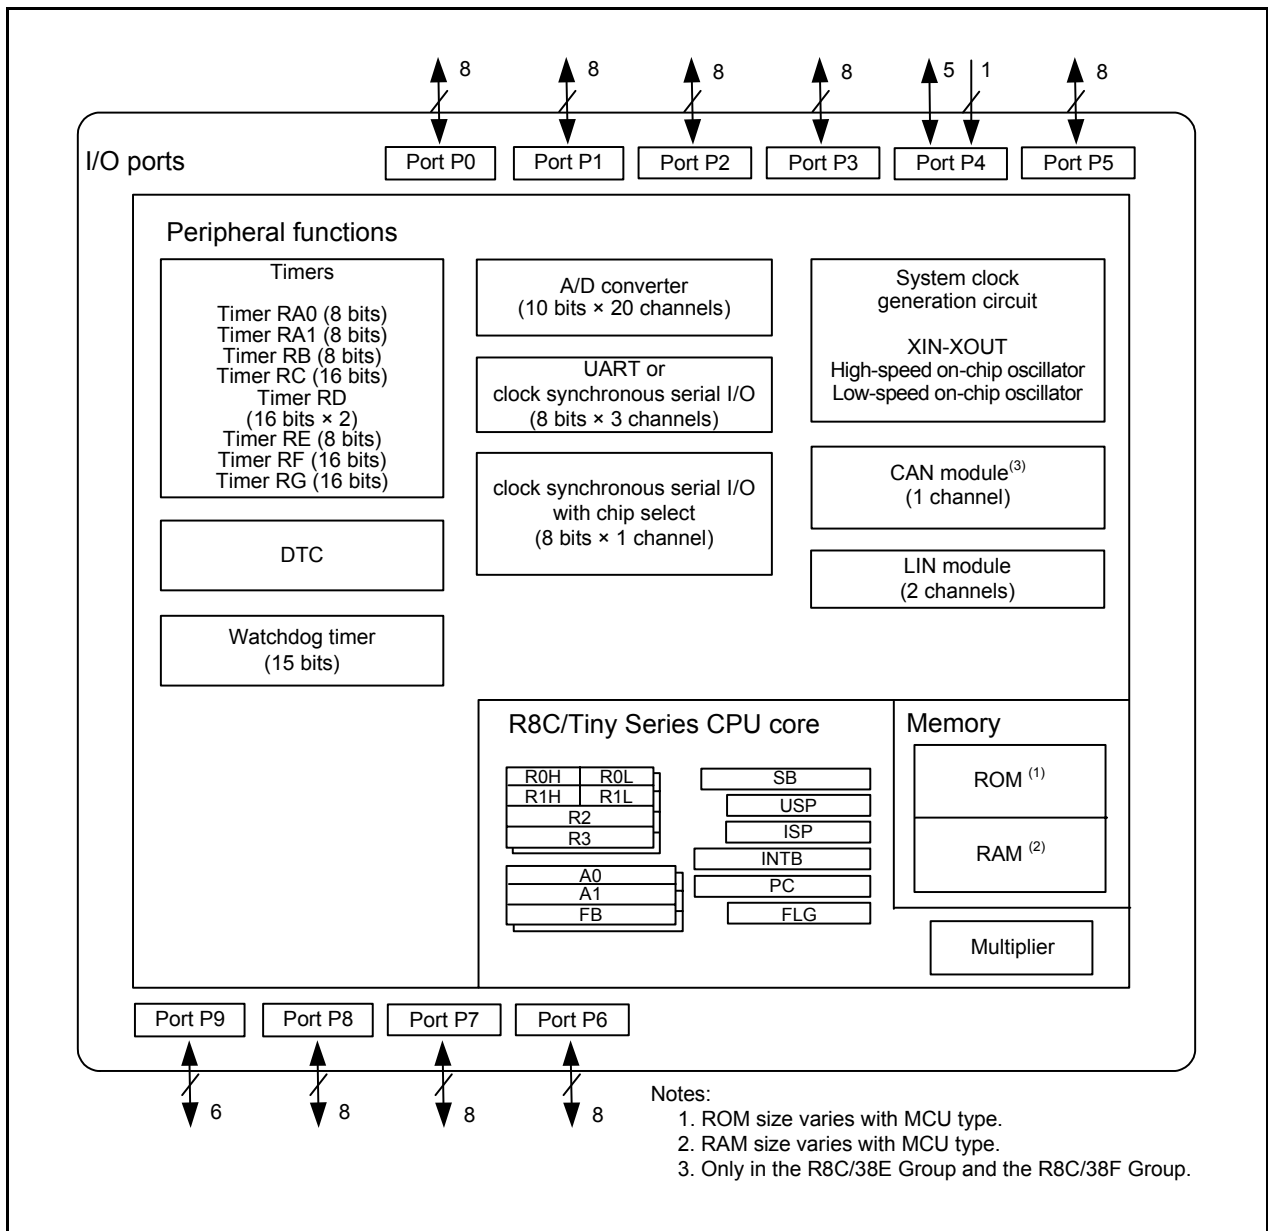 8 8 8 8 5 1 8
I/O ports
Port P0 Port P1 Port P2 Port P3 Port P4 Port P5
Peripheral functions
Timers
Timer RA0 (8 bits)
Timer RA1 (8 bits)
Timer RB (8 bits)
Timer RC (16 bits)
Timer RD
(16 bits × 2)
Timer RE (8 bits)
Timer RF (16 bits)
Timer RG (16 bits)
DTC
Watchdog timer
(15 bits)
A/D converter
(10 bits × 20 channels)
UART or
clock synchronous serial I/O
(8 bits × 3 channels)
clock synchronous serial I/O
with chip select
(8 bits × 1 channel)
System clock
generation circuit
XIN-XOUT
High-speed on-chip oscillator
Low-speed on-chip oscillator
CAN module(3)
(1 channel)
LIN module
(2 channels)
R8C/Tiny Series CPU core
R0H R0L
R1H R1L
R2
R3
A0
A1
FB
SB
USP
ISP
INTB
PC
FLG
Memory
ROM (1)
RAM (2)
Multiplier
Port P9 Port P8 Port P7 Port P6
6 8 8 8
Notes:
1. ROM size varies with MCU type.
2. RAM size varies with MCU type.
3. Only in the R8C/38E Group and the R8C/38F Group.